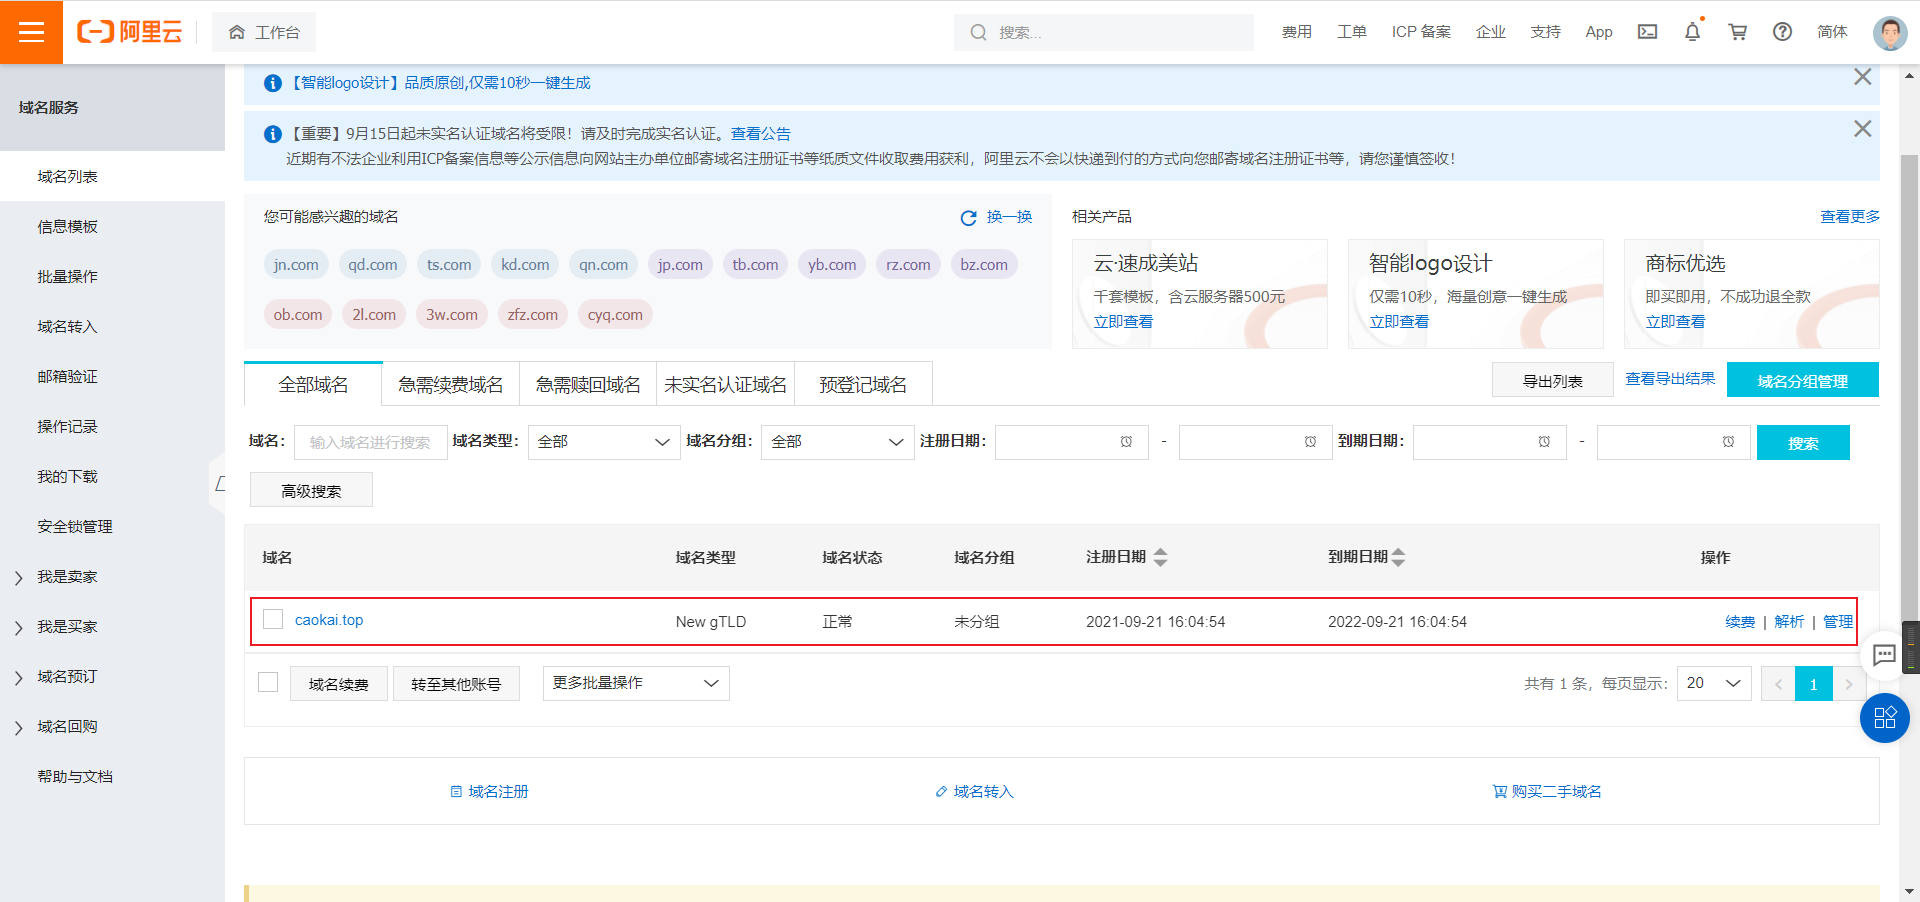 阿里云
工作台
搜索...
费用
工单
ICP 备案
企业
支持
App
简体
域名服务
域名列表
信息模板
批量操作
域名转入
邮箱验证
操作记录
我的下载
安全锁管理
我是卖家
我是买家
域名预订
域名回购
帮助与文档
【智能logo设计】品质原创,仅需10秒一键生成
【重要】9月15日起未实名认证域名将受限！请及时完成实名认证。查看公告
近期有不法企业利用ICP备案信息等公示信息向网站主办单位邮寄域名注册证书等纸质文件收取费用获利，阿里云不会以快递到付的方式向您邮寄域名注册证书等，请您谨慎签收！
您可能感兴趣的域名
换一换
jn.com qd.com ts.com kd.com qn.com jp.com tb.com yb.com rz.com bz.com
ob.com 2l.com 3w.com zfz.com cyq.com
相关产品
查看更多
云·速成美站
千套模板，含云服务器500元
立即查看
智能logo设计
仅需10秒，海量创意一键生成
立即查看
商标优选
即买即用，不成功退全款
立即查看
全部域名 急需续费域名 急需赎回域名 未实名认证域名 预登记域名
导出列表 查看导出结果 域名分组管理
域名： 输入域名进行搜索 域名类型： 全部 域名分组： 全部 注册日期： - 到期日期： - 搜索
高级搜索
域名 域名类型 域名状态 域名分组 注册日期 到期日期 操作
caokai.top New gTLD 正常 未分组 2021-09-21 16:04:54 2022-09-21 16:04:54 续费 | 解析 | 管理
域名续费 转至其他账号 更多批量操作 共有 1 条，每页显示： 20 < 1 >
域名注册 域名转入 购买二手域名